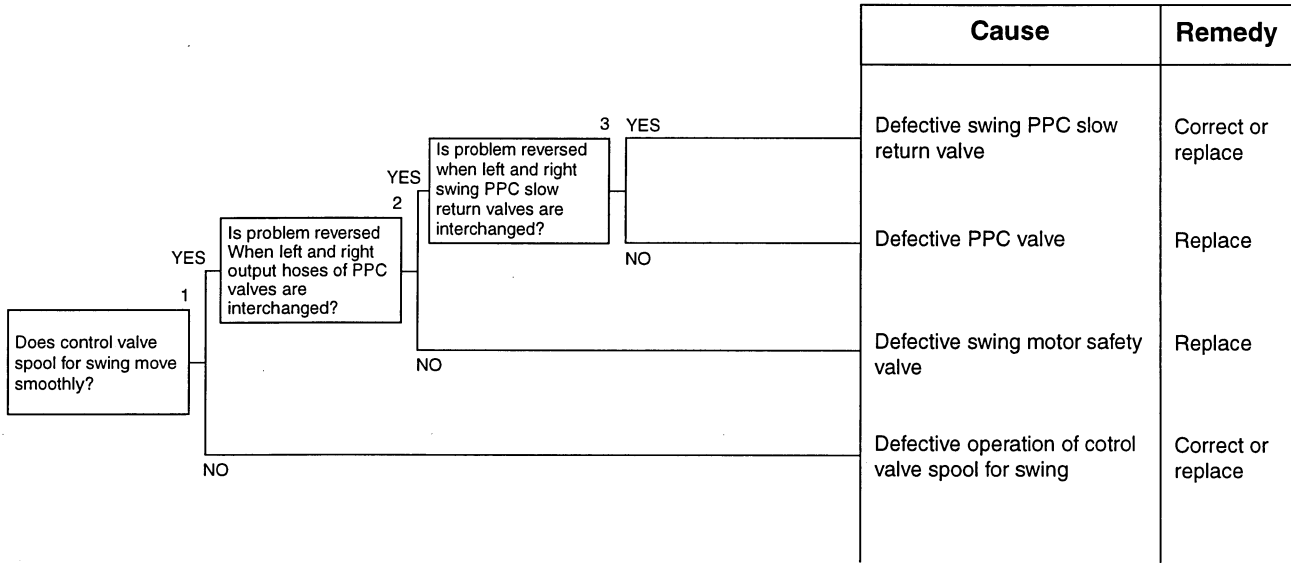 Cause
Remedy
3
YES
Is problem reversed
when left and right
swing PPC slow
return valves are
interchanged?
Defective swing PPC slow
return valve
Correct or
replace
YES
2
NO
Defective PPC valve
Replace
Is problem reversed
When left and right
output hoses of PPC
valves are
interchanged?
YES
1
NO
Defective swing motor safety
valve
Replace
Does control valve
spool for swing move
smoothly?
NO
Defective operation of cotrol
valve spool for swing
Correct or
replace